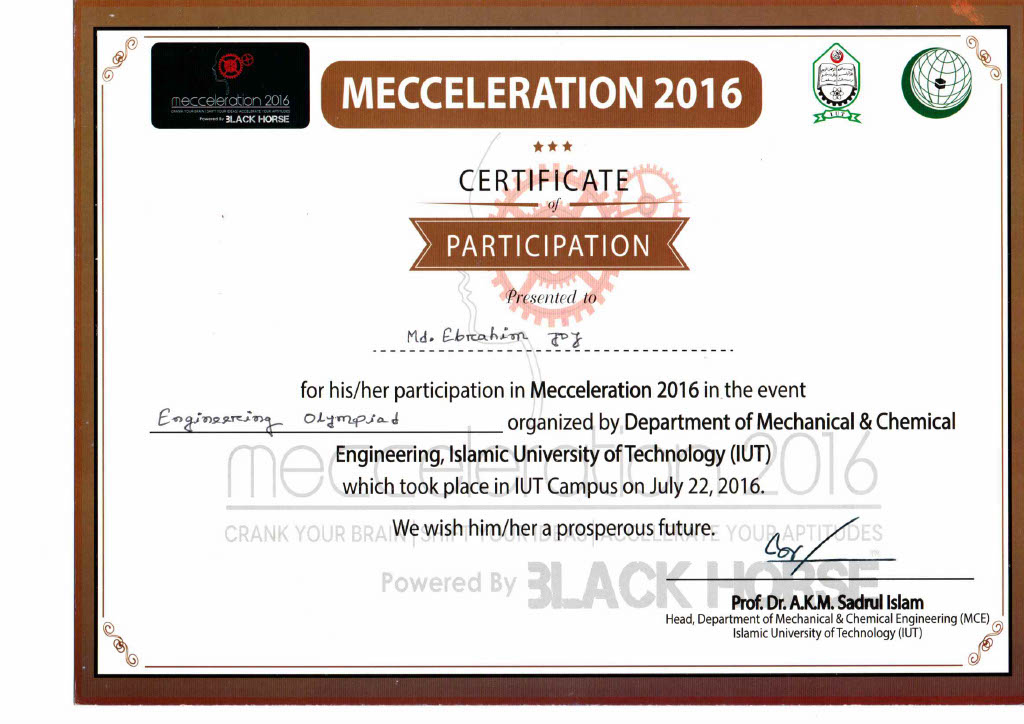 mecceleration 2016
CRANK YOUR BRAIN | SHIFT YOUR IDEAS | ACCELERATE YOUR APTITUDES
Powered By BLACK HORSE
MECCELERATION 2016
IUT
CERTIFICATE
of
PARTICIPATION
Presented to
Md. Ebrahim Joy
for his/her participation in Mecceleration 2016 in the event
Engineering Olympiad organized by Department of Mechanical & Chemical
Engineering, Islamic University of Technology (IUT)
which took place in IUT Campus on July 22, 2016.
We wish him/her a prosperous future.
mecceleration 2016
CRANK YOUR BRAIN | SHIFT YOUR IDEAS | ACCELERATE YOUR APTITUDES
Powered By BLACK HORSE
Prof. Dr. A.K.M. Sadrul Islam
Head, Department of Mechanical & Chemical Engineering (MCE)
Islamic University of Technology (IUT)